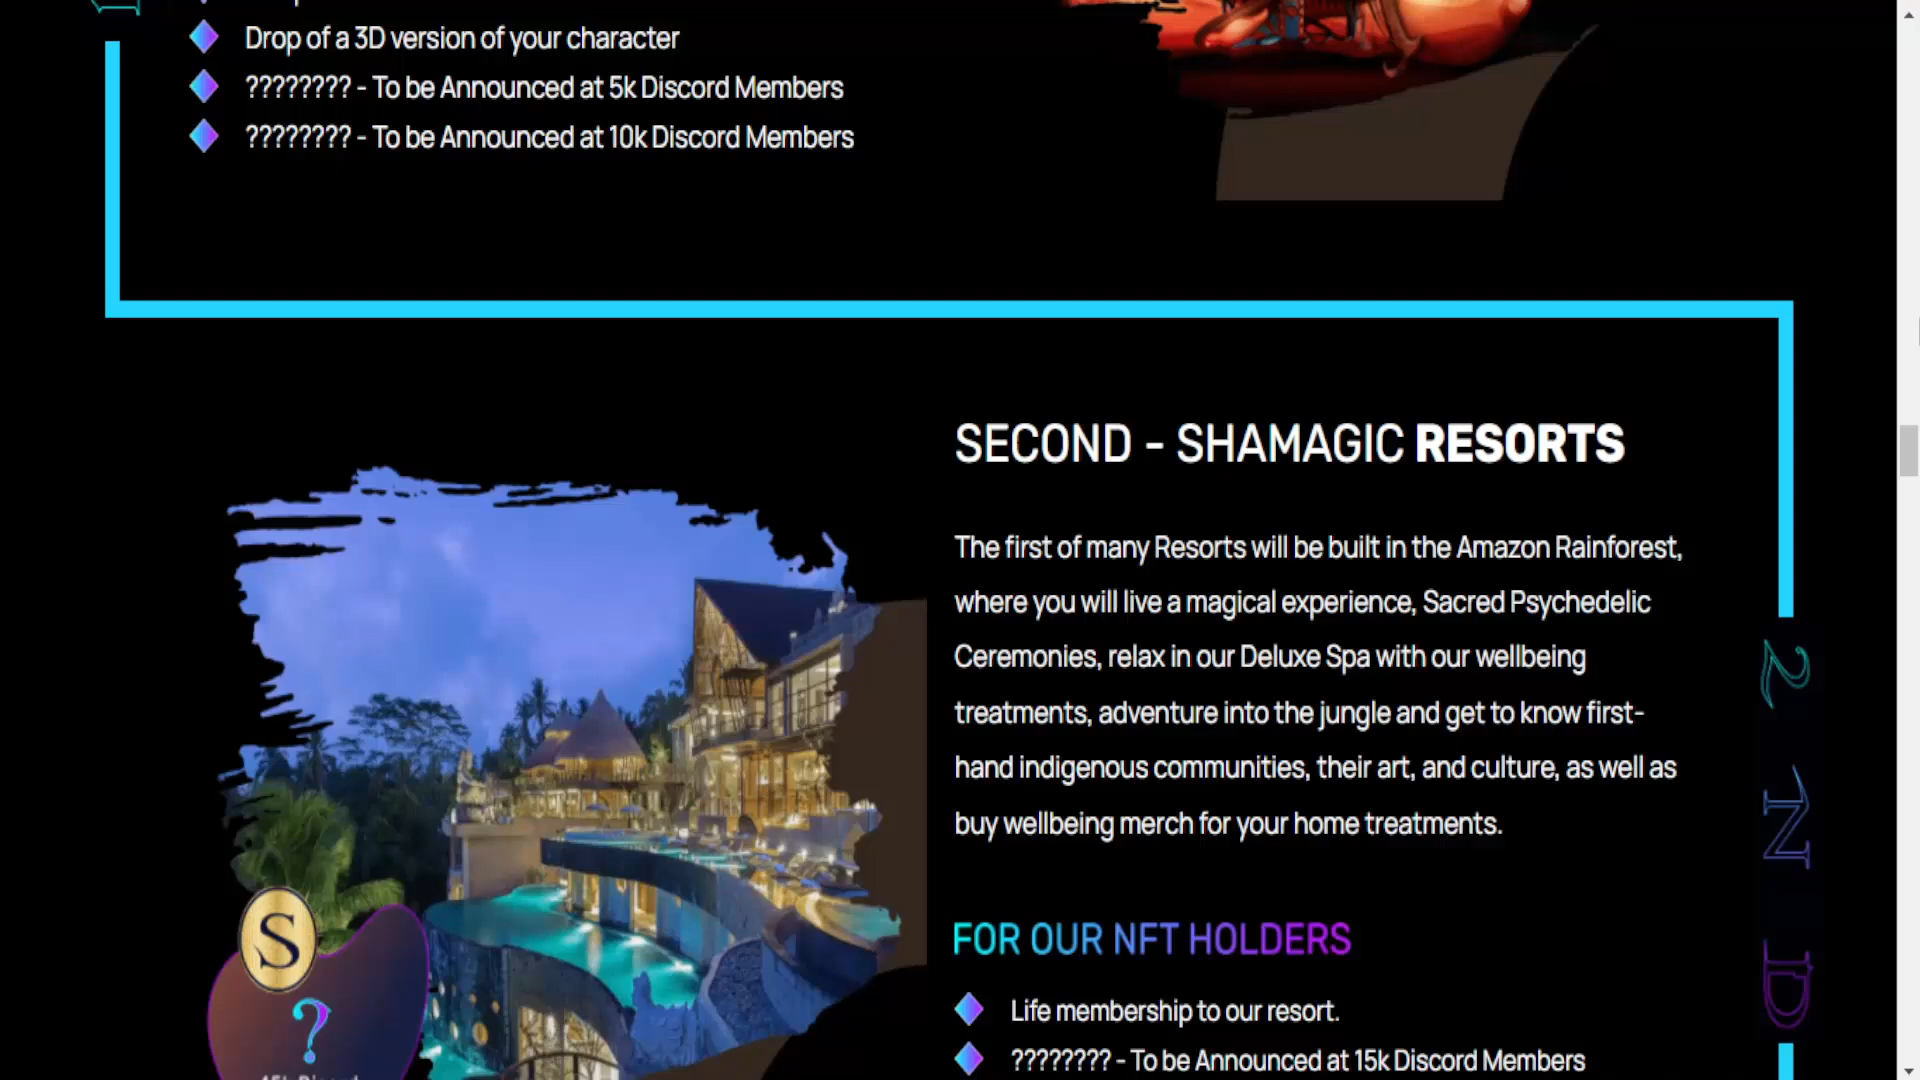 Drop of a 3D version of your character
???????? - To be Announced at 5k Discord Members
???????? - To be Announced at 10k Discord Members
SECOND - SHAMAGIC RESORTS
The first of many Resorts will be built in the Amazon Rainforest,
where you will live a magical experience, Sacred Psychedelic
Ceremonies, relax in our Deluxe Spa with our wellbeing
treatments, adventure into the jungle and get to know first-
hand indigenous communities, their art, and culture, as well as
buy wellbeing merch for your home treatments.
2ND
FOR OUR NFT HOLDERS
Life membership to our resort.
???????? - To be Announced at 15k Discord Members
S
?